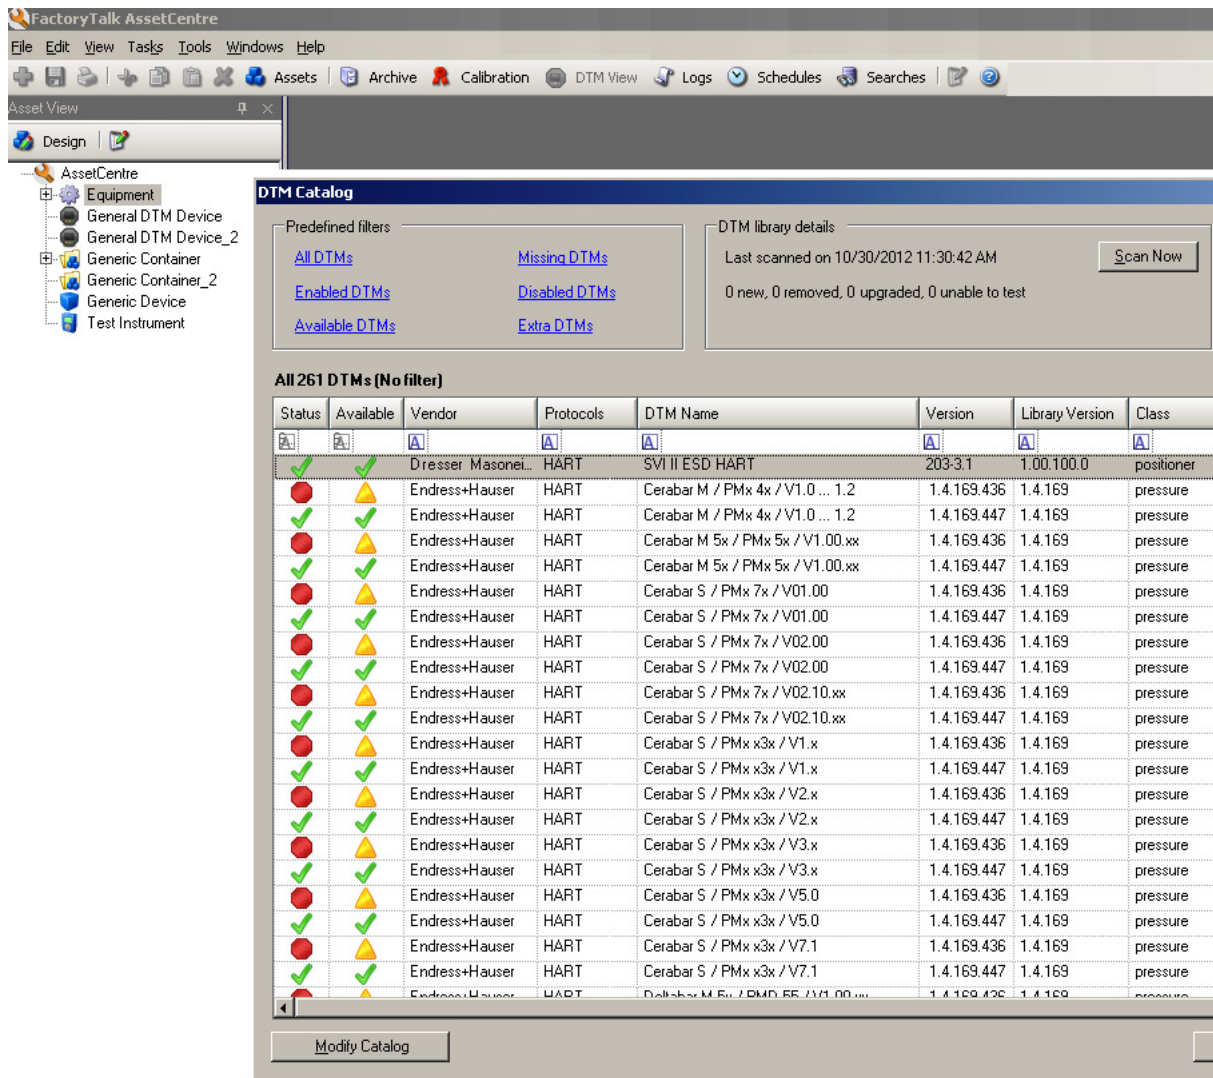 FactoryTalk AssetCentre
File Edit View Tasks Tools Windows Help
Assets Archive Calibration DTM View Logs Schedules Searches
Asset View
Design
AssetCentre
Equipment
General DTM Device
General DTM Device_2
Generic Container
Generic Container_2
Generic Device
Test Instrument
DTM Catalog
Predefined filters
All DTMs Missing DTMs
Enabled DTMs Disabled DTMs
Available DTMs Extra DTMs
DTM library details
Last scanned on 10/30/2012 11:30:42 AM Scan Now
0 new, 0 removed, 0 upgraded, 0 unable to test
All 261 DTMs (No filter)
Status Available Vendor Protocols DTM Name Version Library Version Class
A A A A A A A A
Dresser Masonei... HART SVI II ESD HART 203-3.1 1.00.100.0 positioner
Endress+Hauser HART Cerabar M / PMx 4x / V1.0 ... 1.2 1.4.169.436 1.4.169 pressure
Endress+Hauser HART Cerabar M / PMx 4x / V1.0 ... 1.2 1.4.169.447 1.4.169 pressure
Endress+Hauser HART Cerabar M 5x / PMx 5x / V1.00.xx 1.4.169.436 1.4.169 pressure
Endress+Hauser HART Cerabar M 5x / PMx 5x / V1.00.xx 1.4.169.447 1.4.169 pressure
Endress+Hauser HART Cerabar S / PMx 7x / V01.00 1.4.169.436 1.4.169 pressure
Endress+Hauser HART Cerabar S / PMx 7x / V01.00 1.4.169.447 1.4.169 pressure
Endress+Hauser HART Cerabar S / PMx 7x / V02.00 1.4.169.436 1.4.169 pressure
Endress+Hauser HART Cerabar S / PMx 7x / V02.00 1.4.169.447 1.4.169 pressure
Endress+Hauser HART Cerabar S / PMx 7x / V02.10.xx 1.4.169.436 1.4.169 pressure
Endress+Hauser HART Cerabar S / PMx 7x / V02.10.xx 1.4.169.447 1.4.169 pressure
Endress+Hauser HART Cerabar S / PMx x3x / V1.x 1.4.169.436 1.4.169 pressure
Endress+Hauser HART Cerabar S / PMx x3x / V1.x 1.4.169.447 1.4.169 pressure
Endress+Hauser HART Cerabar S / PMx x3x / V2.x 1.4.169.436 1.4.169 pressure
Endress+Hauser HART Cerabar S / PMx x3x / V2.x 1.4.169.447 1.4.169 pressure
Endress+Hauser HART Cerabar S / PMx x3x / V3.x 1.4.169.436 1.4.169 pressure
Endress+Hauser HART Cerabar S / PMx x3x / V3.x 1.4.169.447 1.4.169 pressure
Endress+Hauser HART Cerabar S / PMx x3x / V5.0 1.4.169.436 1.4.169 pressure
Endress+Hauser HART Cerabar S / PMx x3x / V5.0 1.4.169.447 1.4.169 pressure
Endress+Hauser HART Cerabar S / PMx x3x / V7.1 1.4.169.436 1.4.169 pressure
Endress+Hauser HART Cerabar S / PMx x3x / V7.1 1.4.169.447 1.4.169 pressure
Endress+Hauser HART 1.4.169.436 1.4.169 pressure
Modify Catalog